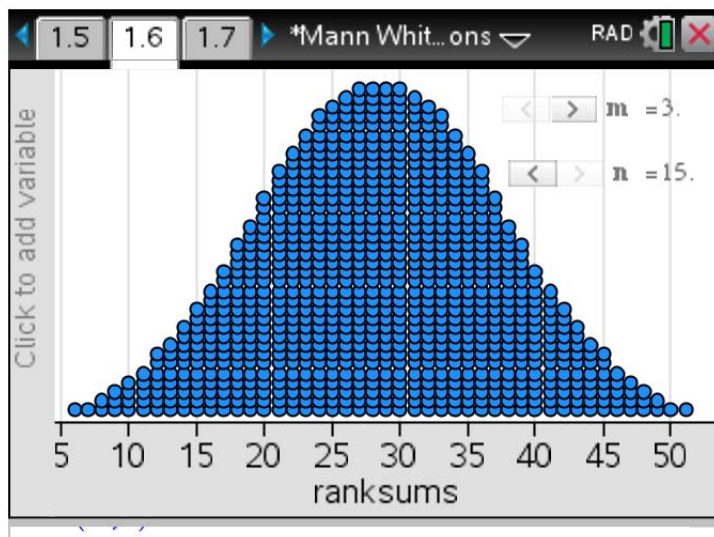 1.5 1.6 1.7 *Mann Whit...ons RAD
m =3.
n =15.
Click to add variable
5 10 15 20 25 30 35 40 45 50
ranksums